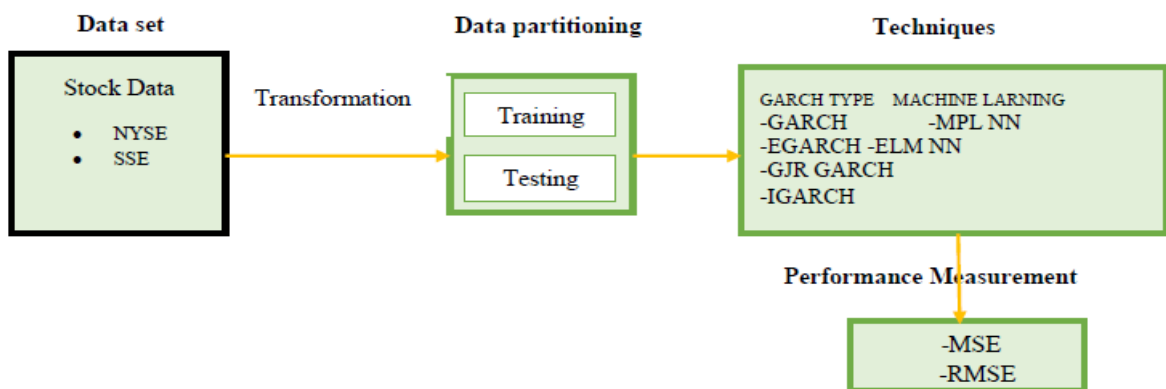 Data set
Stock Data
• NYSE
• SSE
Transformation
Data partitioning
Training
Testing
Techniques
GARCH TYPE MACHINE LARNING
-GARCH -MPL NN
-EGARCH -ELM NN
-GJR GARCH
-IGARCH
Performance Measurement
-MSE
-RMSE